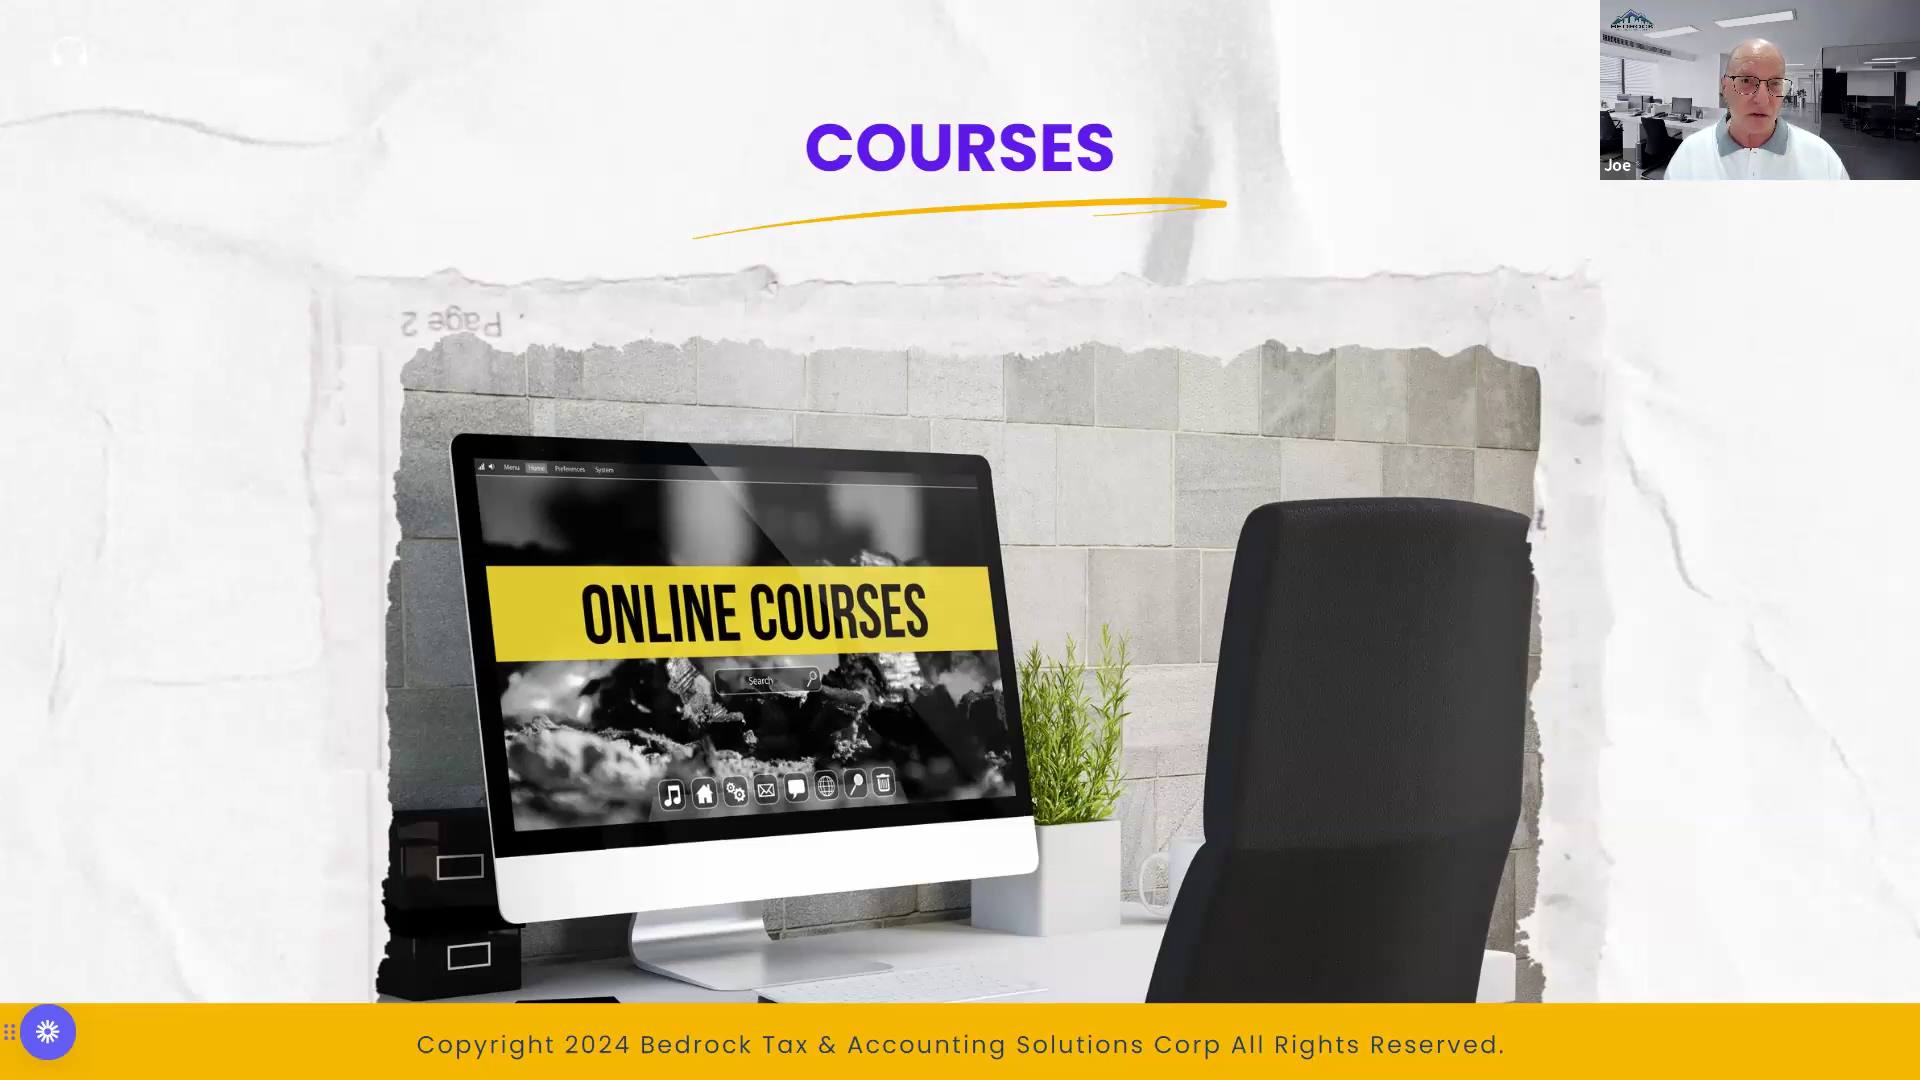 COURSES
BEDROCK
Joe
Page 2
Menu Home Preferences System
ONLINE COURSES
Search
Copyright 2024 Bedrock Tax & Accounting Solutions Corp All Rights Reserved.